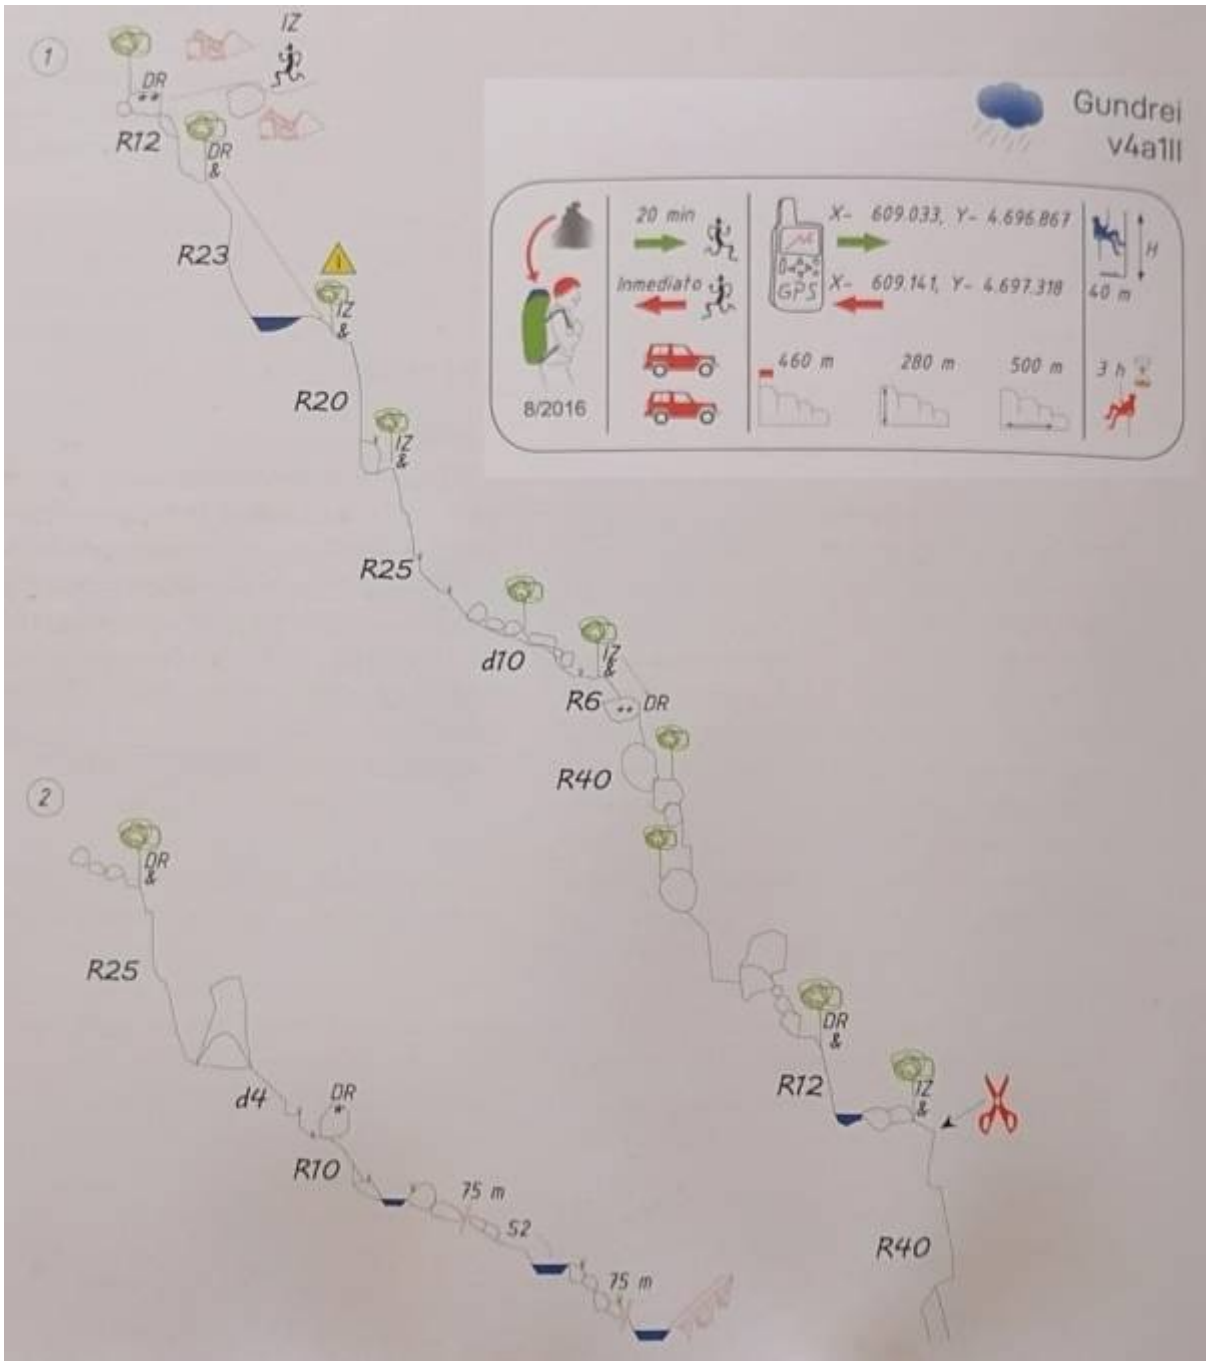 Gundrei
v4a1II
20 min
Inmediato
8/2016
GPS
X- 609.033, Y- 4.696.867
X- 609.141, Y- 4.697.318
460 m
280 m
500 m
H
40 m
3 h
1
IZ
DR
**
R12
DR
&
R23
!
IZ
&
R20
IZ
&
R25
d10
IZ
&
R6
** DR
R40
DR
&
R12
IZ
&
R40
2
DR
&
R25
d4
DR
*
R10
75 m
S2
75 m